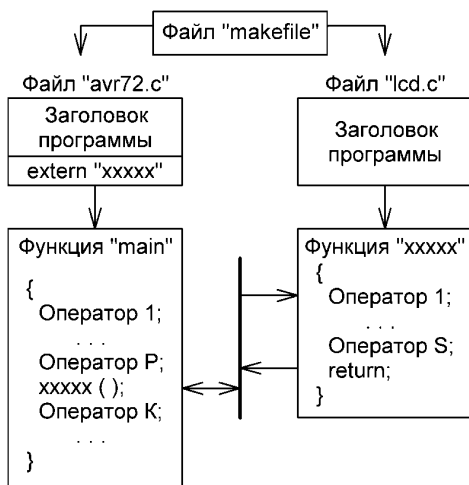 Файл "makefile"
Файл "avr72.c"
Заголовок
программы
extern "xxxxx"
Функция "main"
{
Оператор 1;
. . .
Оператор P;
xxxxx ( );
Оператор К;
. . .
}
Файл "lcd.c"
Заголовок
программы
Функция "xxxxx"
{
Оператор 1;
. . .
Оператор S;
return;
}